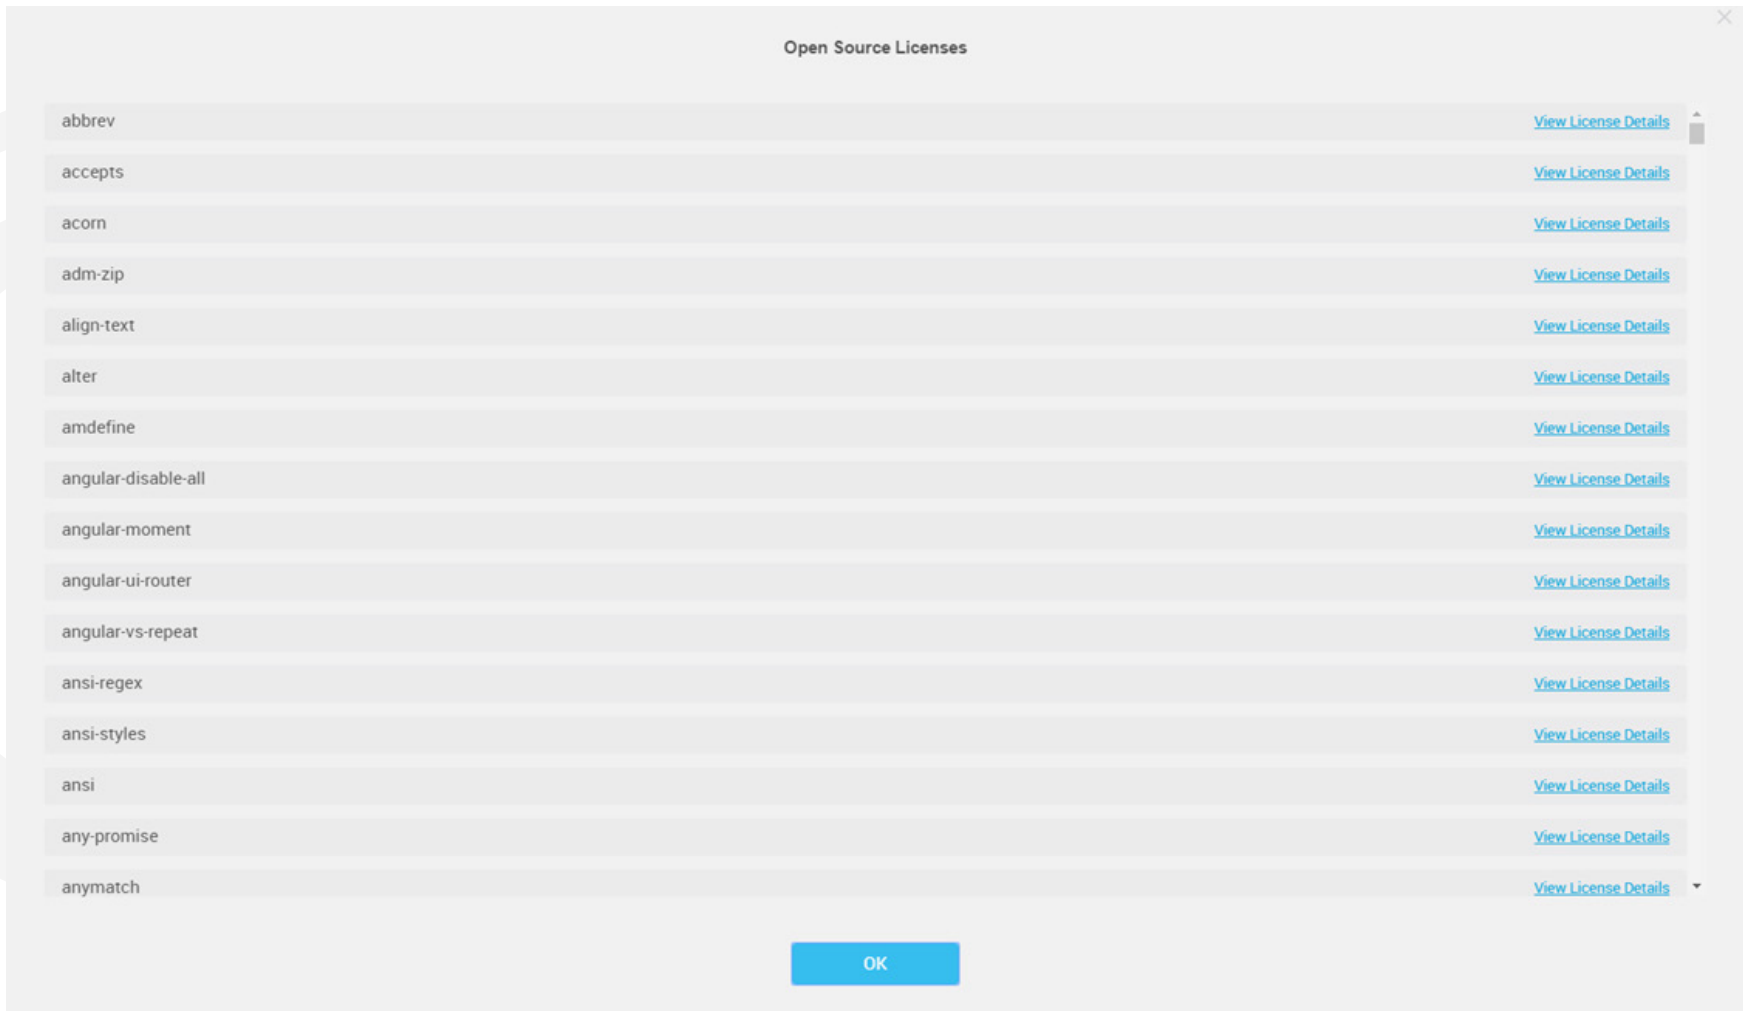 Open Source Licenses
abbrev View License Details
accepts View License Details
acorn View License Details
adm-zip View License Details
align-text View License Details
alter View License Details
amdefine View License Details
angular-disable-all View License Details
angular-moment View License Details
angular-ui-router View License Details
angular-vs-repeat View License Details
ansi-regex View License Details
ansi-styles View License Details
ansi View License Details
any-promise View License Details
anymatch View License Details
OK